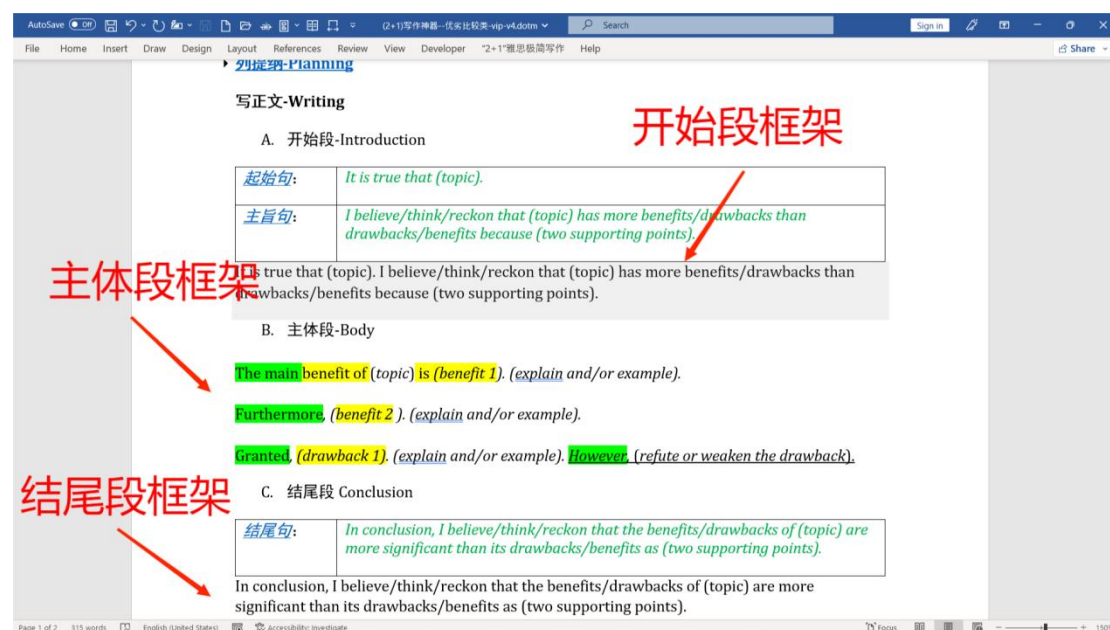 AutoSave Off (2+1)写作神器--优劣比较类-vip-v4.dotm Search Sign in
File Home Insert Draw Design Layout References Review View Developer "2+1"雅思极简写作 Help Share
列提纲-Planning
写正文-Writing
开始段框架
A. 开始段-Introduction
起始句: It is true that (topic).
主旨句: I believe/think/reckon that (topic) has more benefits/drawbacks than
drawbacks/benefits because (two supporting points).
主体段框架
It is true that (topic). I believe/think/reckon that (topic) has more benefits/drawbacks than
drawbacks/benefits because (two supporting points).
B. 主体段-Body
The main benefit of (topic) is (benefit 1). (explain and/or example).
Furthermore, (benefit 2 ). (explain and/or example).
Granted, (drawback 1). (explain and/or example). However, (refute or weaken the drawback).
结尾段框架
C. 结尾段 Conclusion
结尾句: In conclusion, I believe/think/reckon that the benefits/drawbacks of (topic) are
more significant than its drawbacks/benefits as (two supporting points).
In conclusion, I believe/think/reckon that the benefits/drawbacks of (topic) are more
significant than its drawbacks/benefits as (two supporting points).
Page 1 of 2 315 words English (United States) Accessibility: Investigate Focus